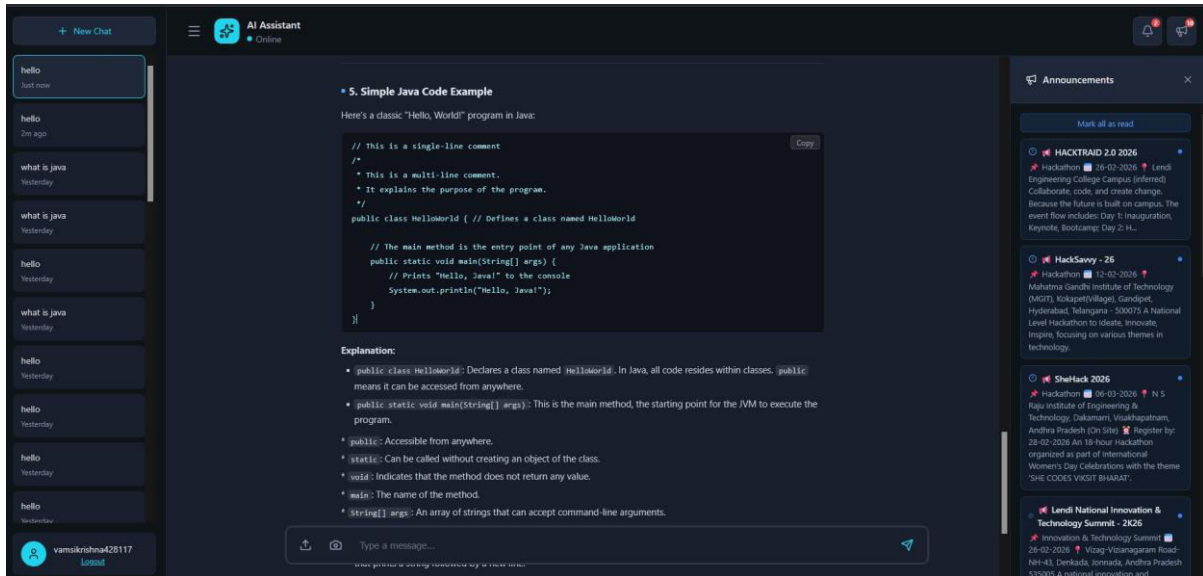 + New Chat
hello
Just now
hello
2m ago
what is java
Yesterday
what is java
Yesterday
hello
Yesterday
what is java
Yesterday
hello
Yesterday
hello
Yesterday
hello
Yesterday
hello
Yesterday
vamsikrishna428117
Logout
AI Assistant
Online
5. Simple Java Code Example
Here's a classic "Hello, World!" program in Java:
Copy
// This is a single-line comment
/*
* This is a multi-line comment.
* It explains the purpose of the program.
*/
public class HelloWorld { // Defines a class named HelloWorld
// The main method is the entry point of any Java application
public static void main(String[] args) {
// Prints "Hello, Java!" to the console
System.out.println("Hello, Java!");
}
}
Explanation:
• public class HelloWorld: Declares a class named HelloWorld. In Java, all code resides within classes. public
means it can be accessed from anywhere.
• public static void main(String[] args): This is the main method, the starting point for the JVM to execute the
program.
* public: Accessible from anywhere.
* static: Can be called without creating an object of the class.
* void: Indicates that the method does not return any value.
* main: The name of the method.
* String[] args: An array of strings that can accept command-line arguments.
Type a message...
that prints a string followed by a new line.
2
10
Announcements
Mark all as read
HACKTRAID 2.0 2026
Hackathon 26-02-2026 Lendi
Engineering College Campus (inferred)
Collaborate, code, and create change.
Because the future is built on campus. The
event flow includes: Day 1: Inauguration,
Keynote, Bootcamp; Day 2: H...
HackSavvy - 26
Hackathon 12-02-2026
Mahatma Gandhi Institute of Technology
(MGIT), Kokapet(Village), Gandipet,
Hyderabad, Telangana - 500075 A National
Level Hackathon to Ideate, Innovate,
Inspire, focusing on various themes in
technology.
SheHack 2026
Hackathon 06-03-2026 N S
Raju Institute of Engineering &
Technology, Dakamarri, Visakhapatnam,
Andhra Pradesh (On Site) Register by:
28-02-2026 An 18-hour Hackathon
organized as part of International
Women's Day Celebrations with the theme
'SHE CODES VIKSIT BHARAT'.
Lendi National Innovation &
Technology Summit - 2K26
Innovation & Technology Summit
26-02-2026 Vizag-Vizianagaram Road-
NH-43, Denkada, Jonnada, Andhra Pradesh
535005 A national innovation and